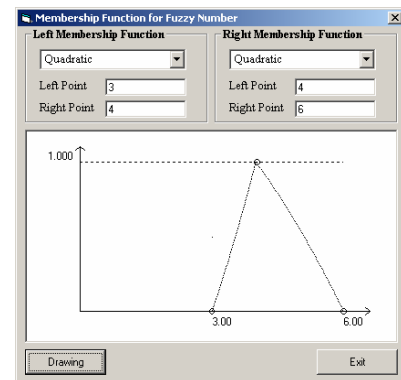 Membership Function for Fuzzy Number
Left Membership Function
Quadratic
Left Point 3
Right Point 4
Right Membership Function
Quadratic
Left Point 4
Right Point 6
1.000
3.00 6.00
Drawing Exit